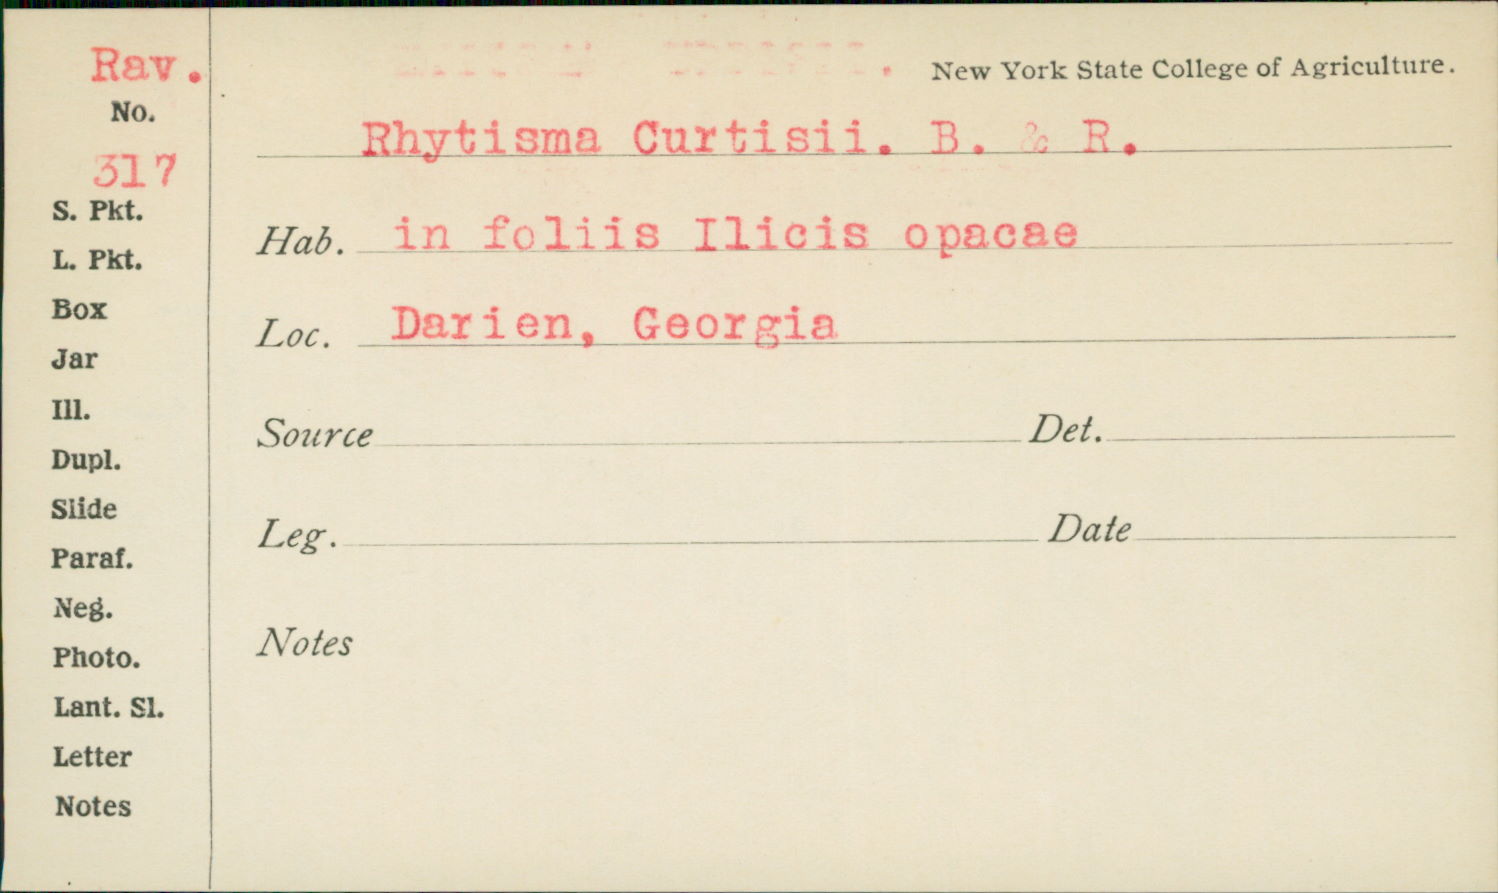 Rav.
No.
317
S. Pkt.
L. Pkt.
Box
Jar
Ill.
Dupl.
Slide
Paraf.
Neg.
Photo.
Lant. Sl.
Letter
Notes
New York State College of Agriculture.
Rhytisma Curtisii. B. & R.
Hab. in foliis Ilicis opacae
Loc. Darien, Georgia
Source Det.
Leg. Date
Notes